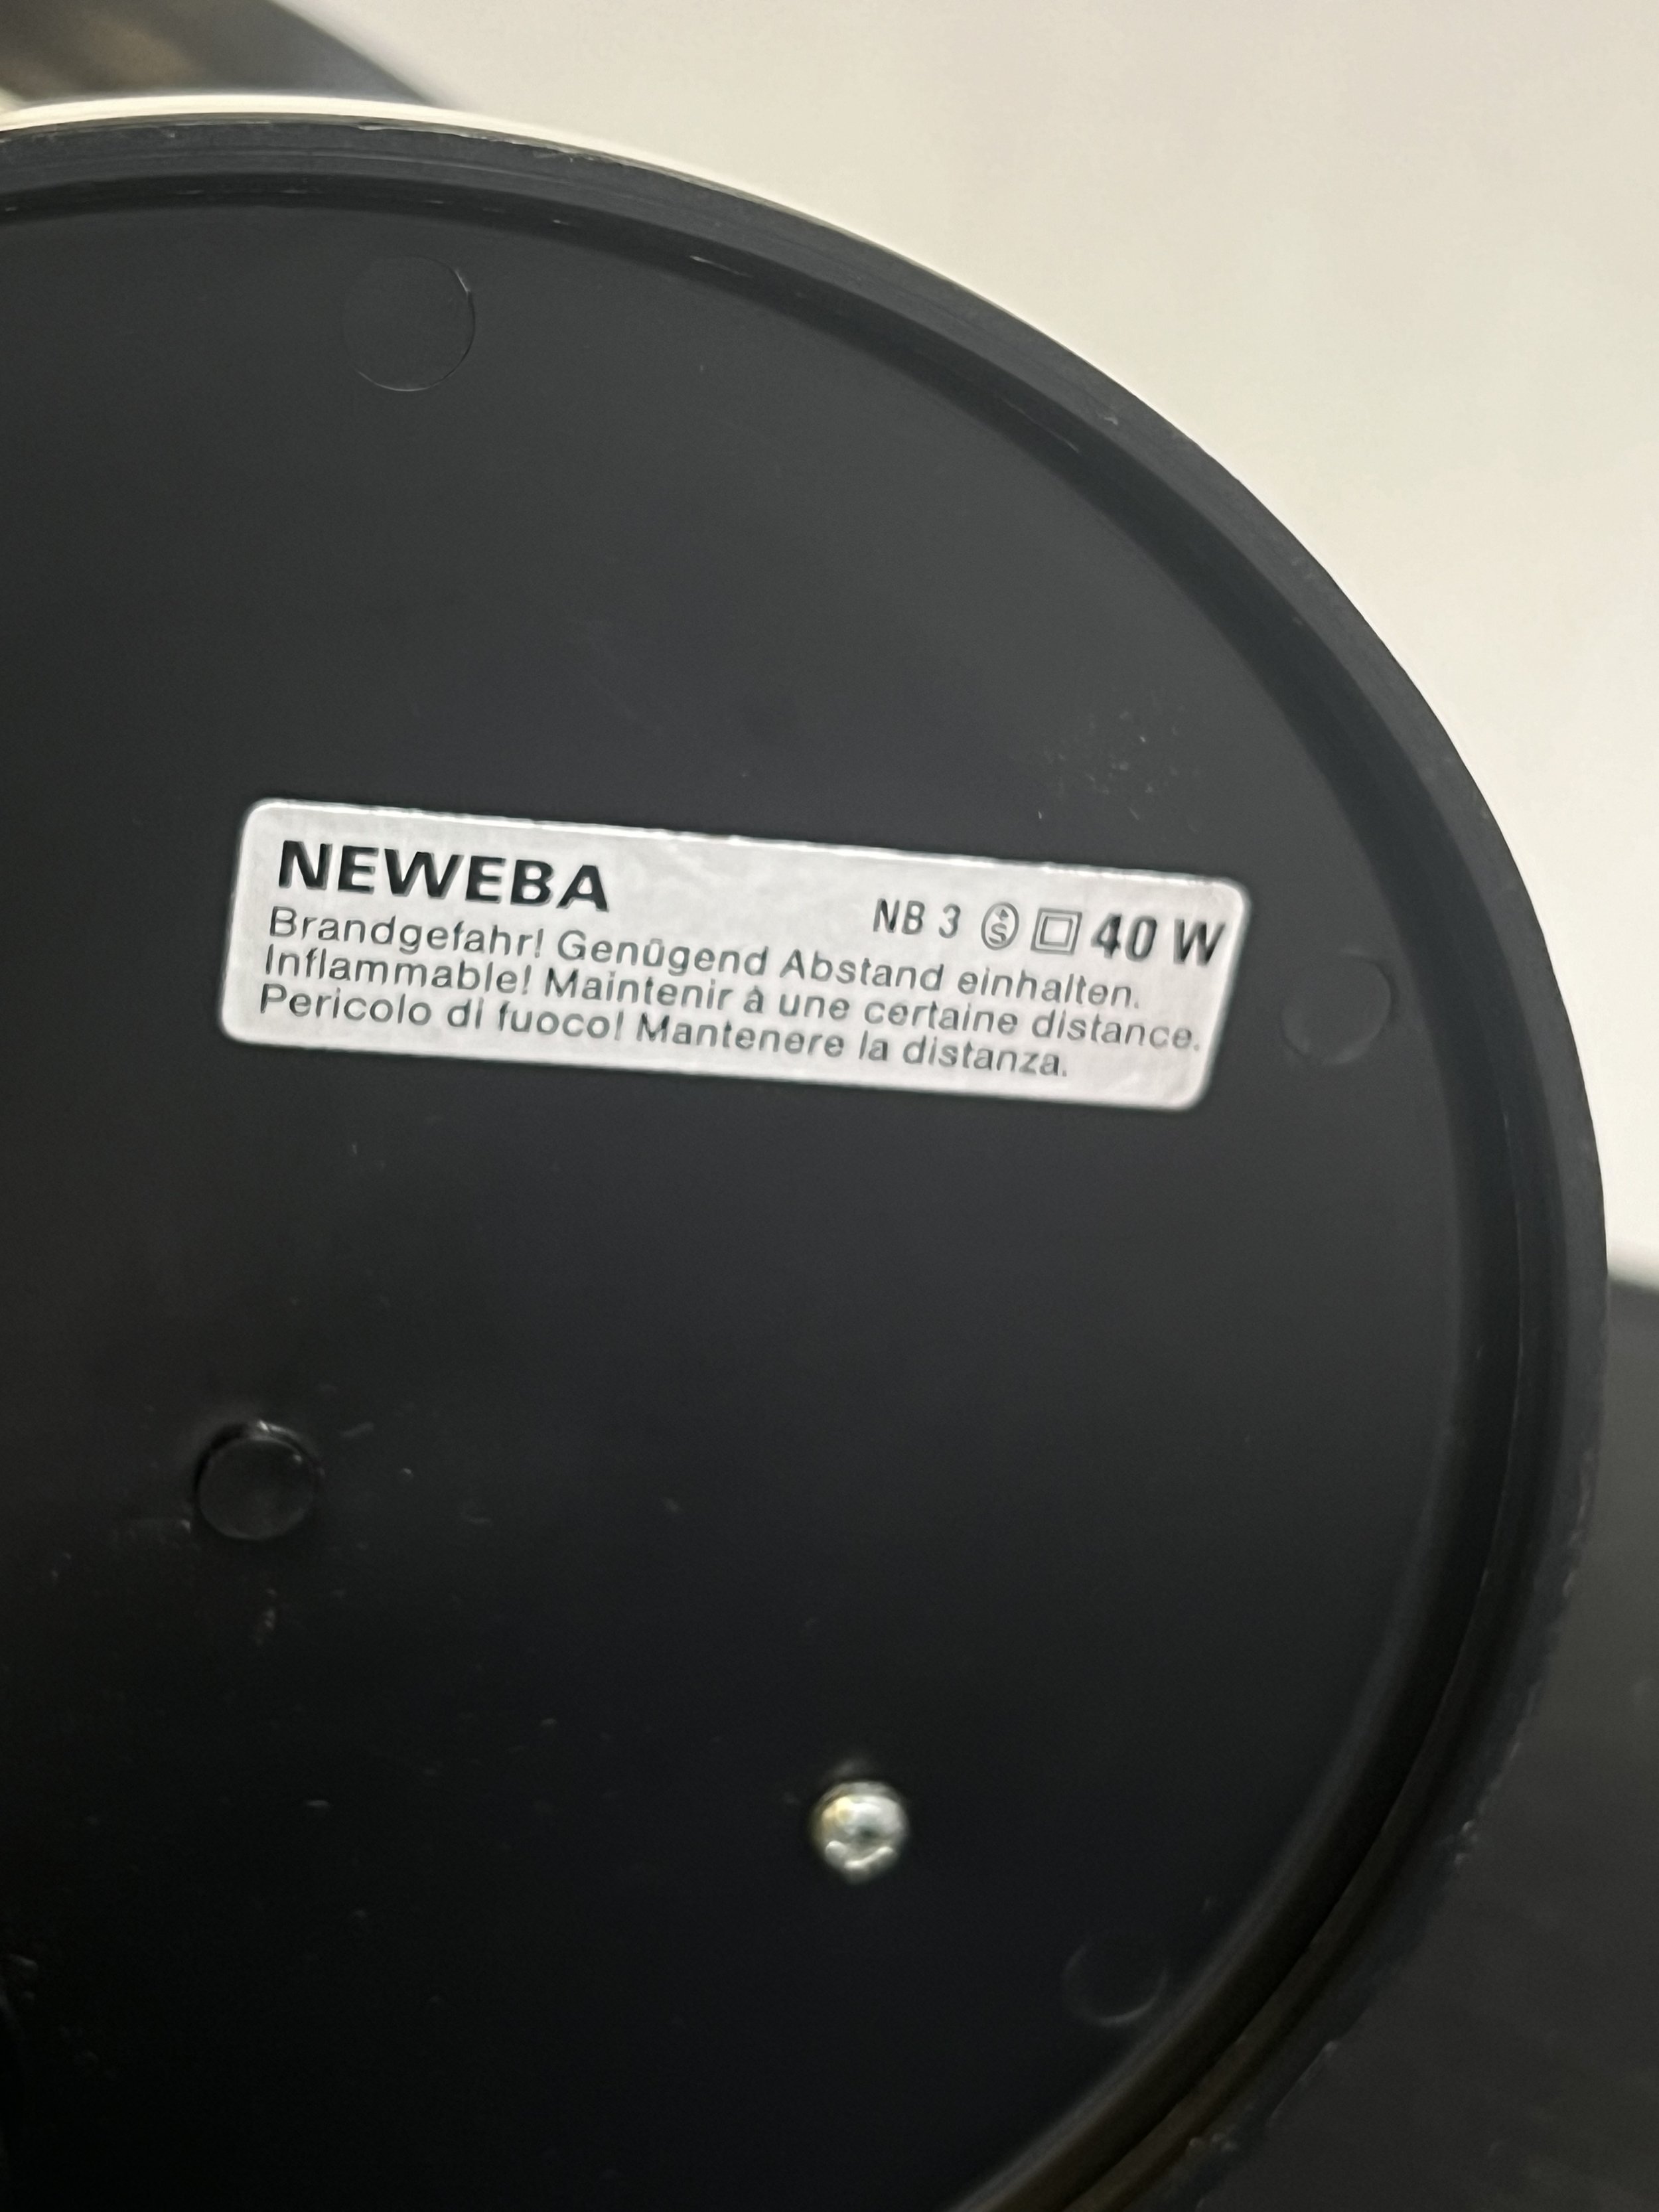 NEWEBA
NB 3 Ⓢ ⧈ 40 W
Brandgefahr! Genügend Abstand einhalten.
Inflammable! Maintenir à une certaine distance.
Pericolo di fuoco! Mantenere la distanza.